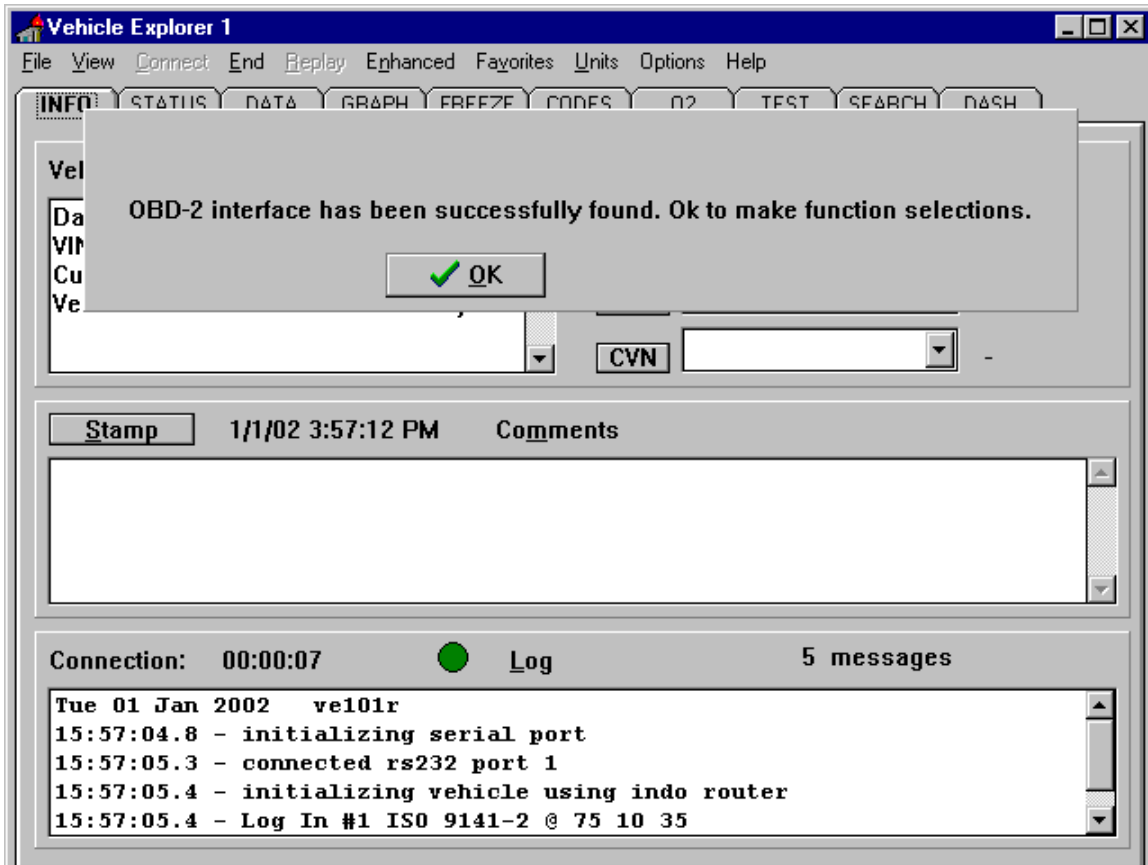 Vehicle Explorer 1
File View Connect End Replay Enhanced Favorites Units Options Help
INFO STATUS DATA GRAPH FREEZE CODES O2 TEST SEARCH DASH
OBD-2 interface has been successfully found. Ok to make function selections.
OK
CVN -
Stamp 1/1/02 3:57:12 PM Comments
Connection: 00:00:07 Log 5 messages
Tue 01 Jan 2002 ve101r
15:57:04.8 - initializing serial port
15:57:05.3 - connected rs232 port 1
15:57:05.4 - initializing vehicle using indo router
15:57:05.4 - Log In #1 ISO 9141-2 @ 75 10 35